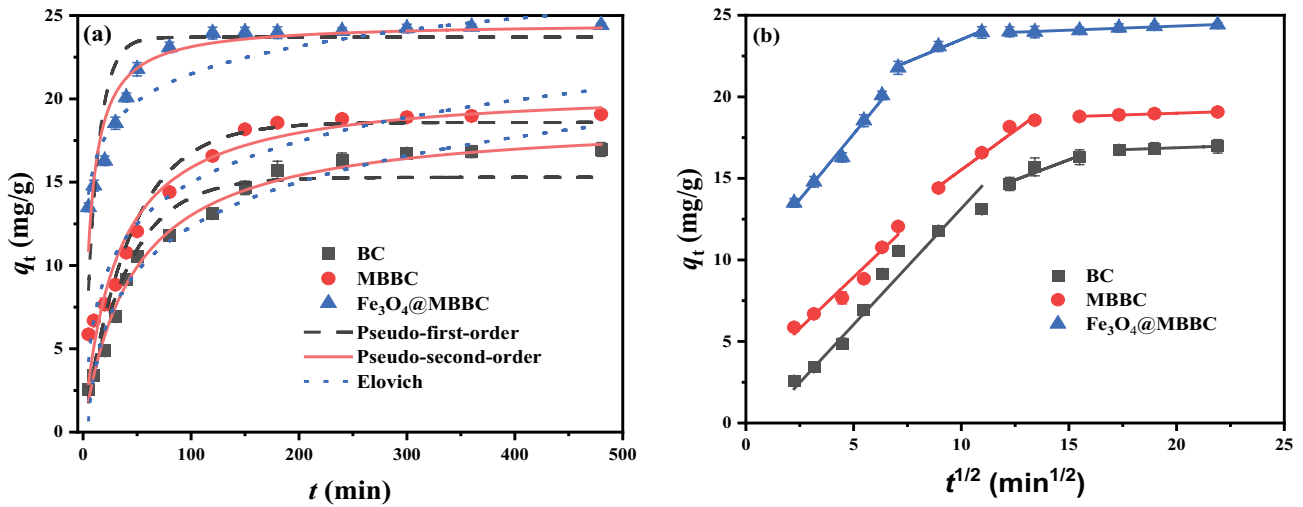 (a)
q_t (mg/g)
25
20
15
10
5
0
BC
MBBC
Fe₃O₄@MBBC
Pseudo-first-order
Pseudo-second-order
Elovich
0 100 200 300 400 500
t (min)
(b)
q_t (mg/g)
25
20
15
10
5
0
BC
MBBC
Fe₃O₄@MBBC
0 5 10 15 20 25
t^1/2 (min^1/2)